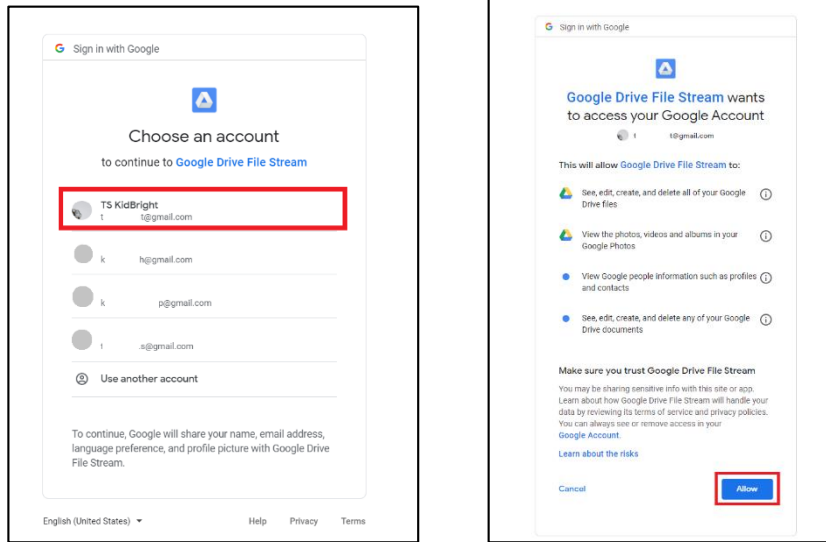 Sign in with Google
Choose an account
to continue to Google Drive File Stream
TS KidBright
t t@gmail.com
k h@gmail.com
k p@gmail.com
t .s@gmail.com
Use another account
To continue, Google will share your name, email address,
language preference, and profile picture with Google Drive
File Stream.
English (United States)
Help Privacy Terms
Sign in with Google
Google Drive File Stream wants
to access your Google Account
t t@gmail.com
This will allow Google Drive File Stream to:
See, edit, create, and delete all of your Google
Drive files
View the photos, videos and albums in your
Google Photos
View Google people information such as profiles
and contacts
See, edit, create, and delete any of your Google
Drive documents
Make sure you trust Google Drive File Stream
You may be sharing sensitive info with this site or app.
Learn about how Google Drive File Stream will handle your
data by reviewing its terms of service and privacy policies.
You can always see or remove access in your
Google Account.
Learn about the risks
Cancel
Allow